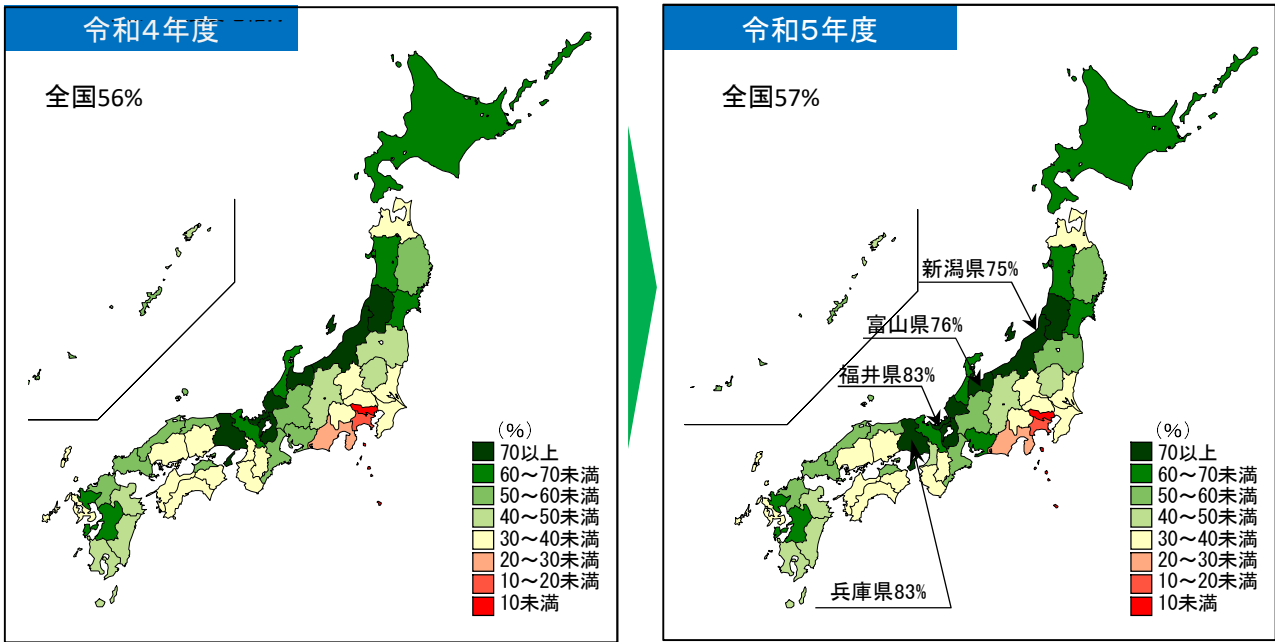 令和4年度
全国56%
(%)
70以上
60～70未満
50～60未満
40～50未満
30～40未満
20～30未満
10～20未満
10未満
令和5年度
全国57%
新潟県75%
富山県76%
福井県83%
兵庫県83%
(%)
70以上
60～70未満
50～60未満
40～50未満
30～40未満
20～30未満
10～20未満
10未満